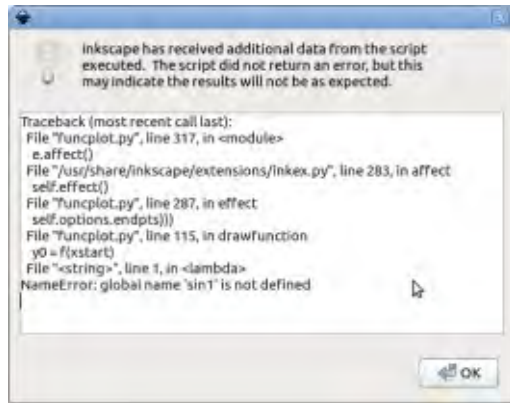 Inkscape has received additional data from the script
executed. The script did not return an error, but this
may indicate the results will not be as expected.
Traceback (most recent call last):
File "funcplot.py", line 317, in <module>
e.affect()
File "/usr/share/inkscape/extensions/inkex.py", line 283, in affect
self.effect()
File "funcplot.py", line 287, in effect
self.options.endpts)))
File "funcplot.py", line 115, in drawfunction
y0 = f(xstart)
File "<string>", line 1, in <lambda>
NameError: global name 'sin1' is not defined
OK